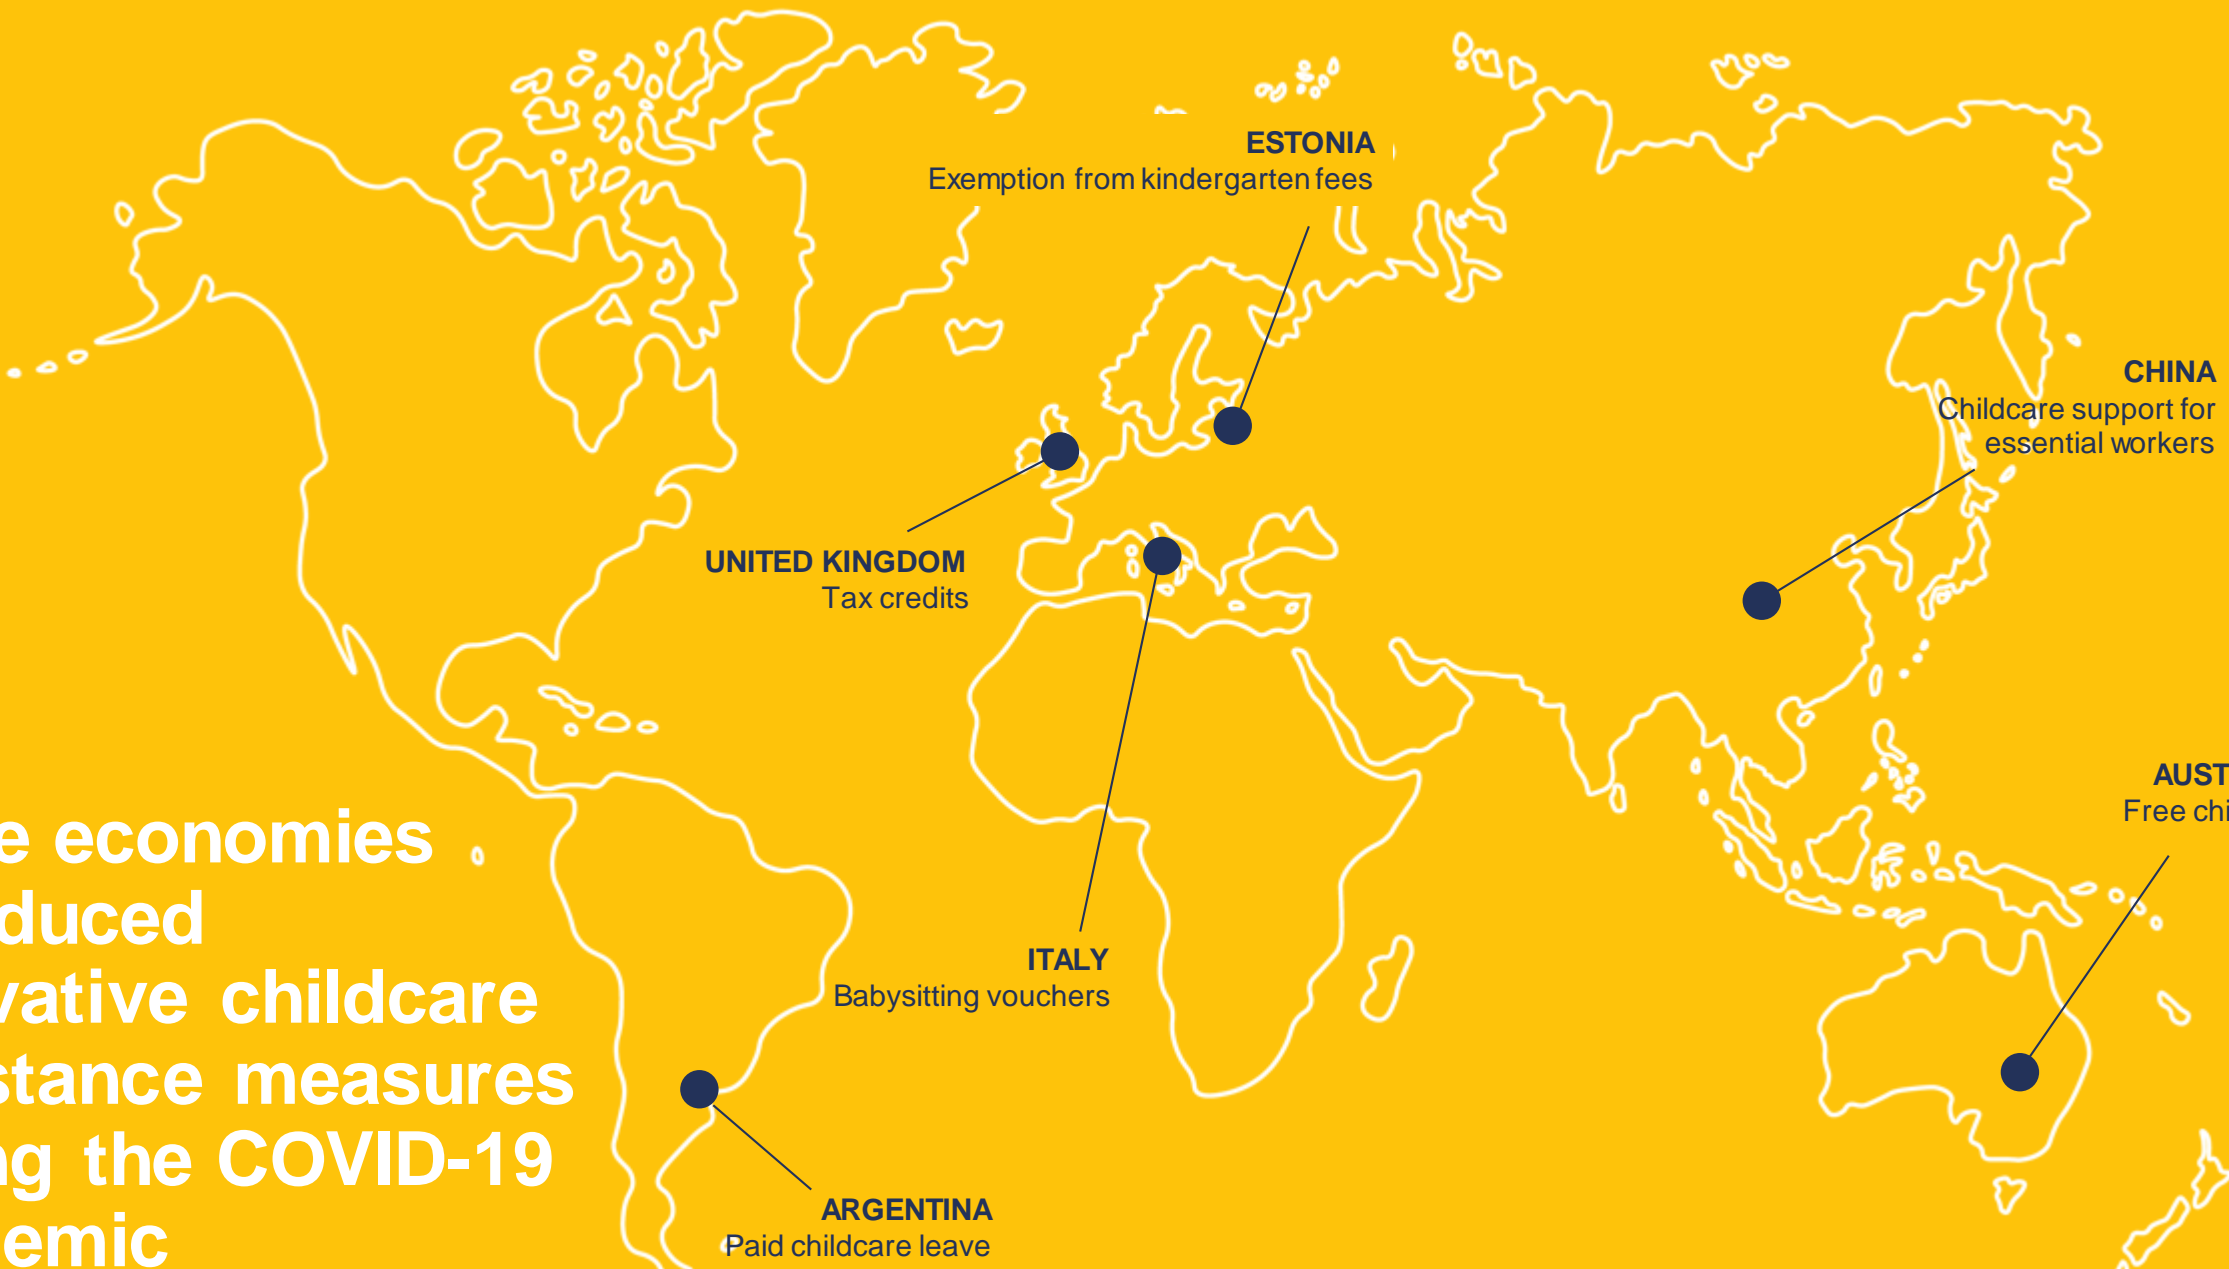 ESTONIA
Exemption from kindergarten fees
CHINA
Childcare support for
essential workers
UNITED KINGDOM
Tax credits
AUST
Free chi
e economies
duced
vative childcare
stance measures
ng the COVID-19
emic
ITALY
Babysitting vouchers
ARGENTINA
Paid childcare leave